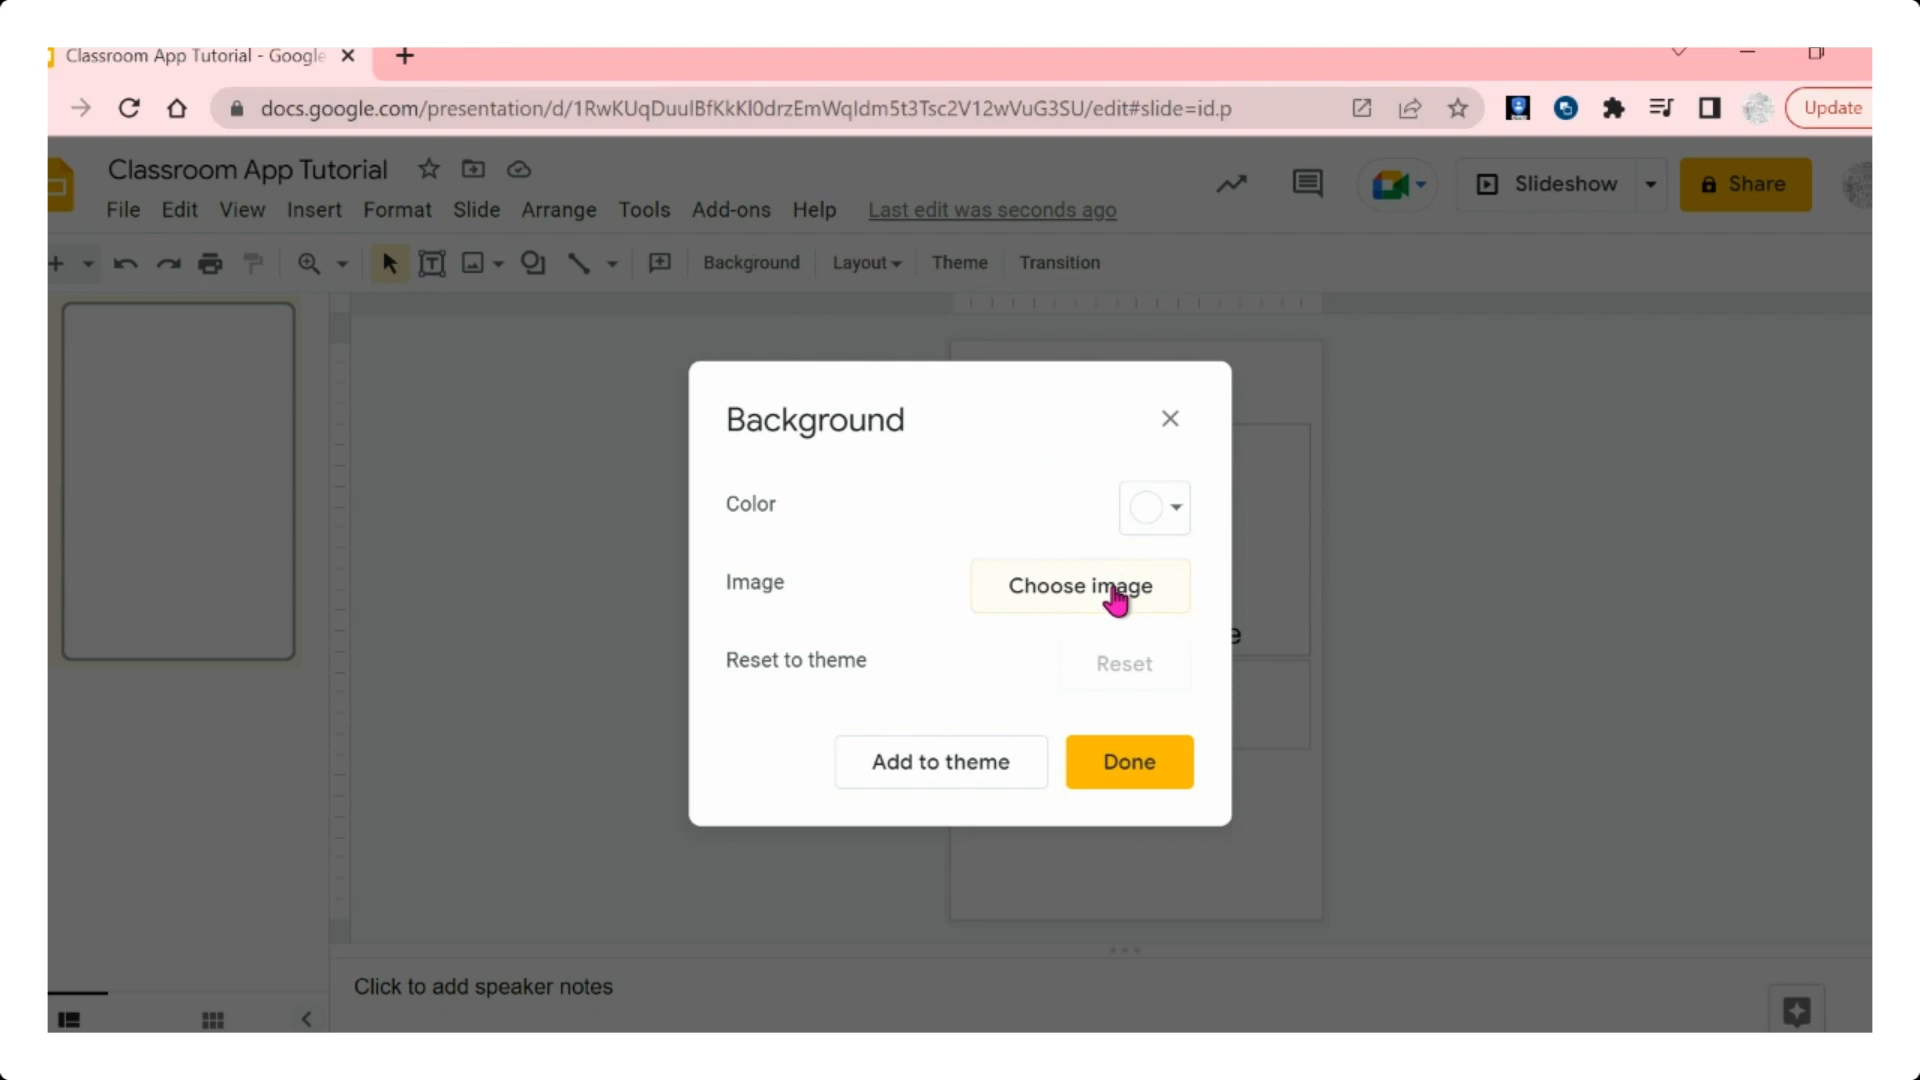 Classroom App Tutorial - Google
docs.google.com/presentation/d/1RwKUqDuulBfKkKl0drzEmWqldm5t3Tsc2V12wVuG3SU/edit#slide=id.p
Update
Classroom App Tutorial
Slideshow
Share
File Edit View Insert Format Slide Arrange Tools Add-ons Help Last edit was seconds ago
Background Layout Theme Transition
Background
Color
Image Choose image
e
Reset to theme Reset
Add to theme Done
Click to add speaker notes